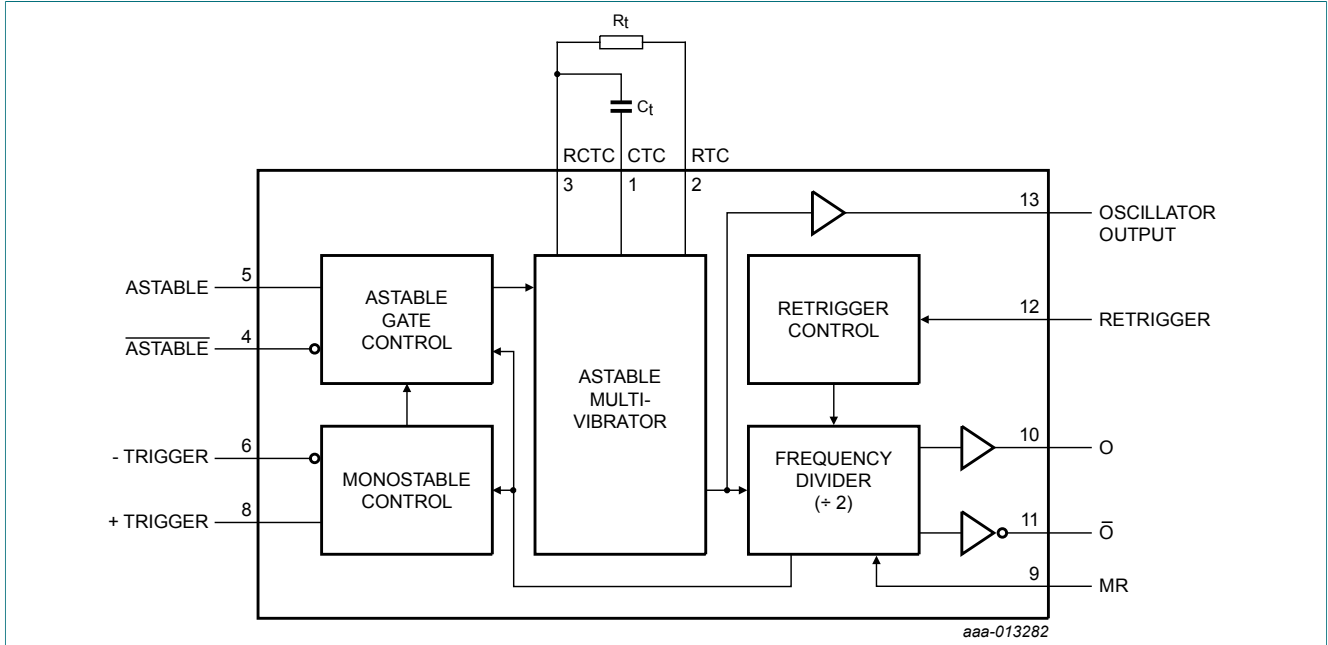 Rt
Ct
RCTC CTC RTC
3 1 2
13
OSCILLATOR
OUTPUT
5
ASTABLE
ASTABLE
GATE
CONTROL
4
ASTABLE
ASTABLE
MULTI-
VIBRATOR
RETRIGGER
CONTROL
12
RETRIGGER
6
- TRIGGER
MONOSTABLE
CONTROL
8
+ TRIGGER
FREQUENCY
DIVIDER
(÷ 2)
10
O
11
O̅
9
MR
aaa-013282